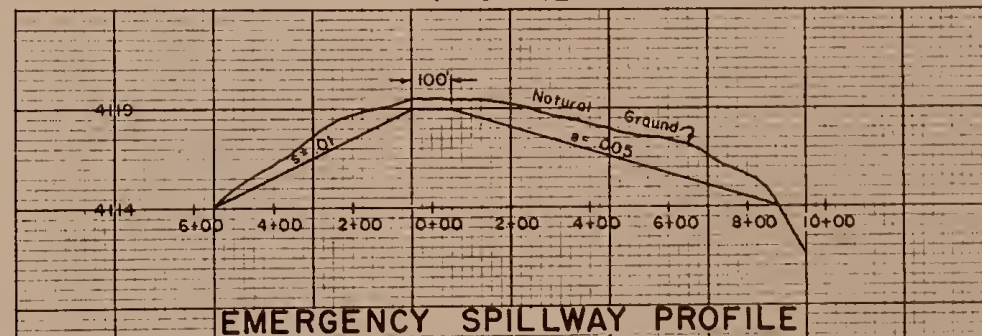 100'
4119
Natural
Ground
s = .01
s = .005
4114
6+00 4+00 2+00 0+00 2+00 4+00 6+00 8+00 10+00
EMERGENCY SPILLWAY PROFILE